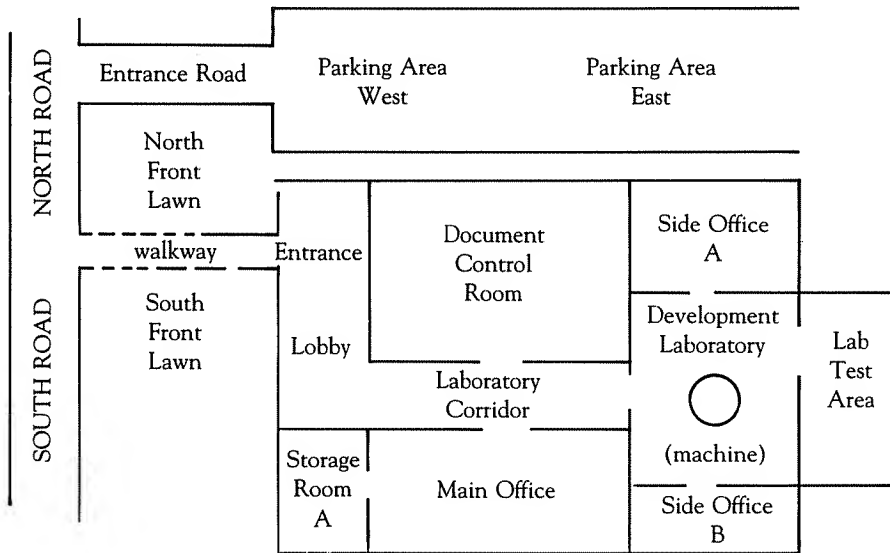 NORTH ROAD
SOUTH ROAD
Entrance Road
Parking Area
West
Parking Area
East
North
Front
Lawn
walkway
South
Front
Lawn
Entrance
Lobby
Document
Control
Room
Side Office
A
Development
Laboratory
(machine)
Lab
Test
Area
Laboratory
Corridor
Storage
Room
A
Main Office
Side Office
B